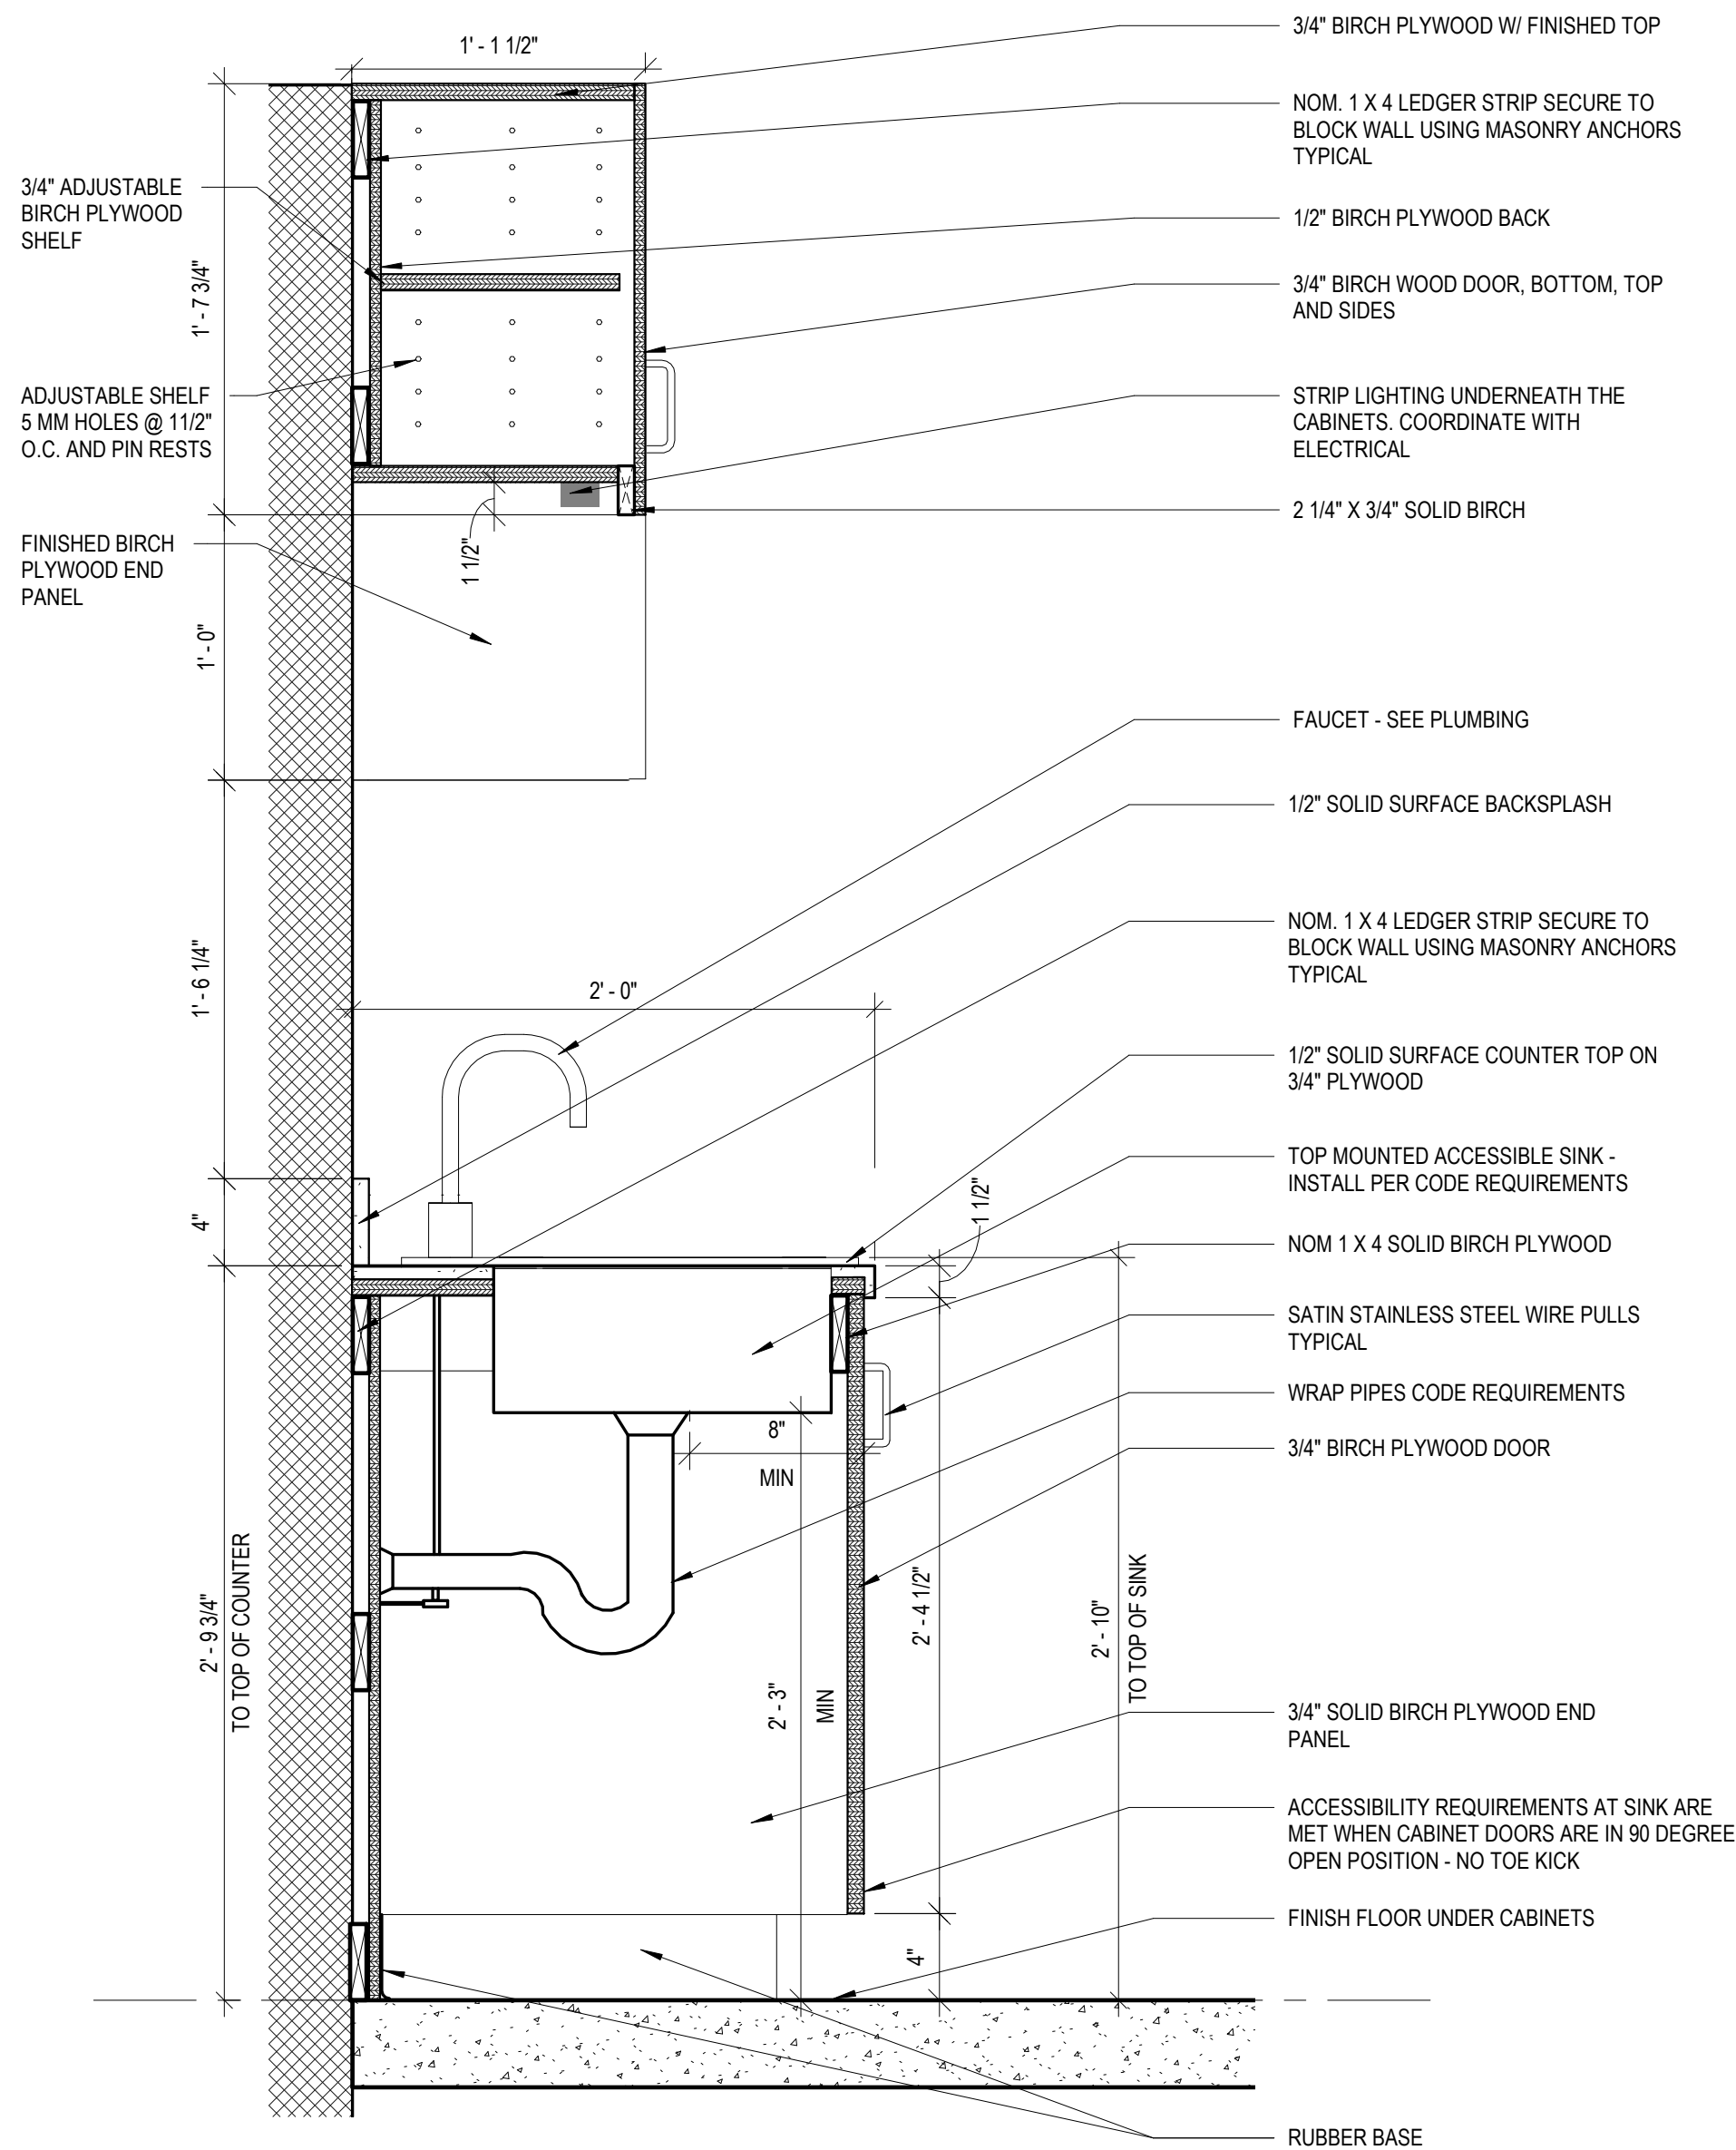 1' - 1 1/2"
3/4" BIRCH PLYWOOD W/ FINISHED TOP
NOM. 1 X 4 LEDGER STRIP SECURE TO
BLOCK WALL USING MASONRY ANCHORS
TYPICAL
3/4" ADJUSTABLE
BIRCH PLYWOOD
SHELF
1/2" BIRCH PLYWOOD BACK
1' - 7 3/4"
3/4" BIRCH WOOD DOOR, BOTTOM, TOP
AND SIDES
ADJUSTABLE SHELF
5 MM HOLES @ 11/2"
O.C. AND PIN RESTS
STRIP LIGHTING UNDERNEATH THE
CABINETS. COORDINATE WITH
ELECTRICAL
2 1/4" X 3/4" SOLID BIRCH
FINISHED BIRCH
PLYWOOD END
PANEL
1 1/2"
1' - 0"
FAUCET - SEE PLUMBING
1/2" SOLID SURFACE BACKSPLASH
NOM. 1 X 4 LEDGER STRIP SECURE TO
BLOCK WALL USING MASONRY ANCHORS
TYPICAL
1' - 6 1/4"
2' - 0"
1/2" SOLID SURFACE COUNTER TOP ON
3/4" PLYWOOD
TOP MOUNTED ACCESSIBLE SINK -
INSTALL PER CODE REQUIREMENTS
4"
1 1/2"
NOM 1 X 4 SOLID BIRCH PLYWOOD
SATIN STAINLESS STEEL WIRE PULLS
TYPICAL
WRAP PIPES CODE REQUIREMENTS
8"
MIN
3/4" BIRCH PLYWOOD DOOR
2' - 9 3/4"
TO TOP OF COUNTER
2' - 4 1/2"
2' - 10"
TO TOP OF SINK
2' - 3"
MIN
3/4" SOLID BIRCH PLYWOOD END
PANEL
ACCESSIBILITY REQUIREMENTS AT SINK ARE
MET WHEN CABINET DOORS ARE IN 90 DEGREE
OPEN POSITION - NO TOE KICK
FINISH FLOOR UNDER CABINETS
4"
RUBBER BASE